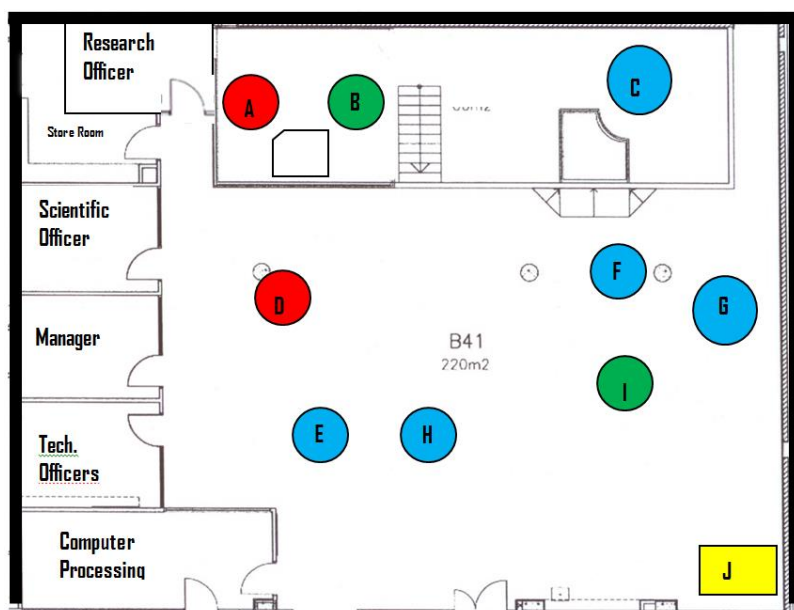 Research
Officer
A
B
C
Store Room
Scientific
Officer
F
D
G
Manager
B41
220m2
I
E
H
Tech.
Officers
Computer
Processing
J